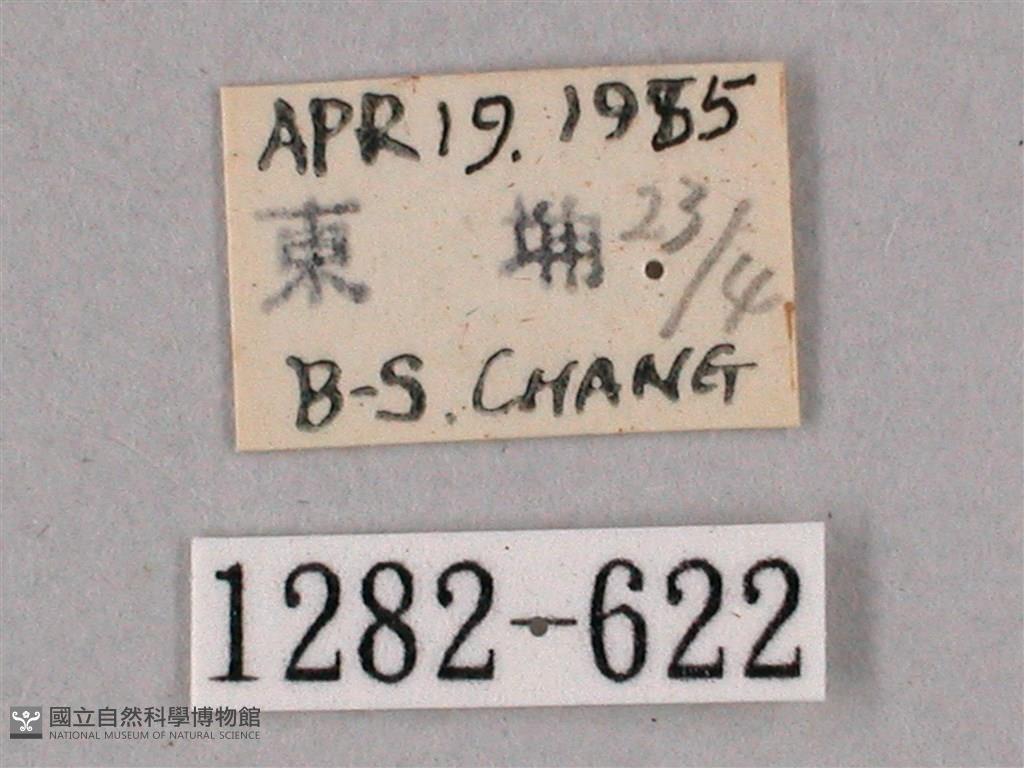 APR 19. 1985
東 埔 23/4
B-S. CHANG
1282-622
國立自然科學博物館
NATIONAL MUSEUM OF NATURAL SCIENCE